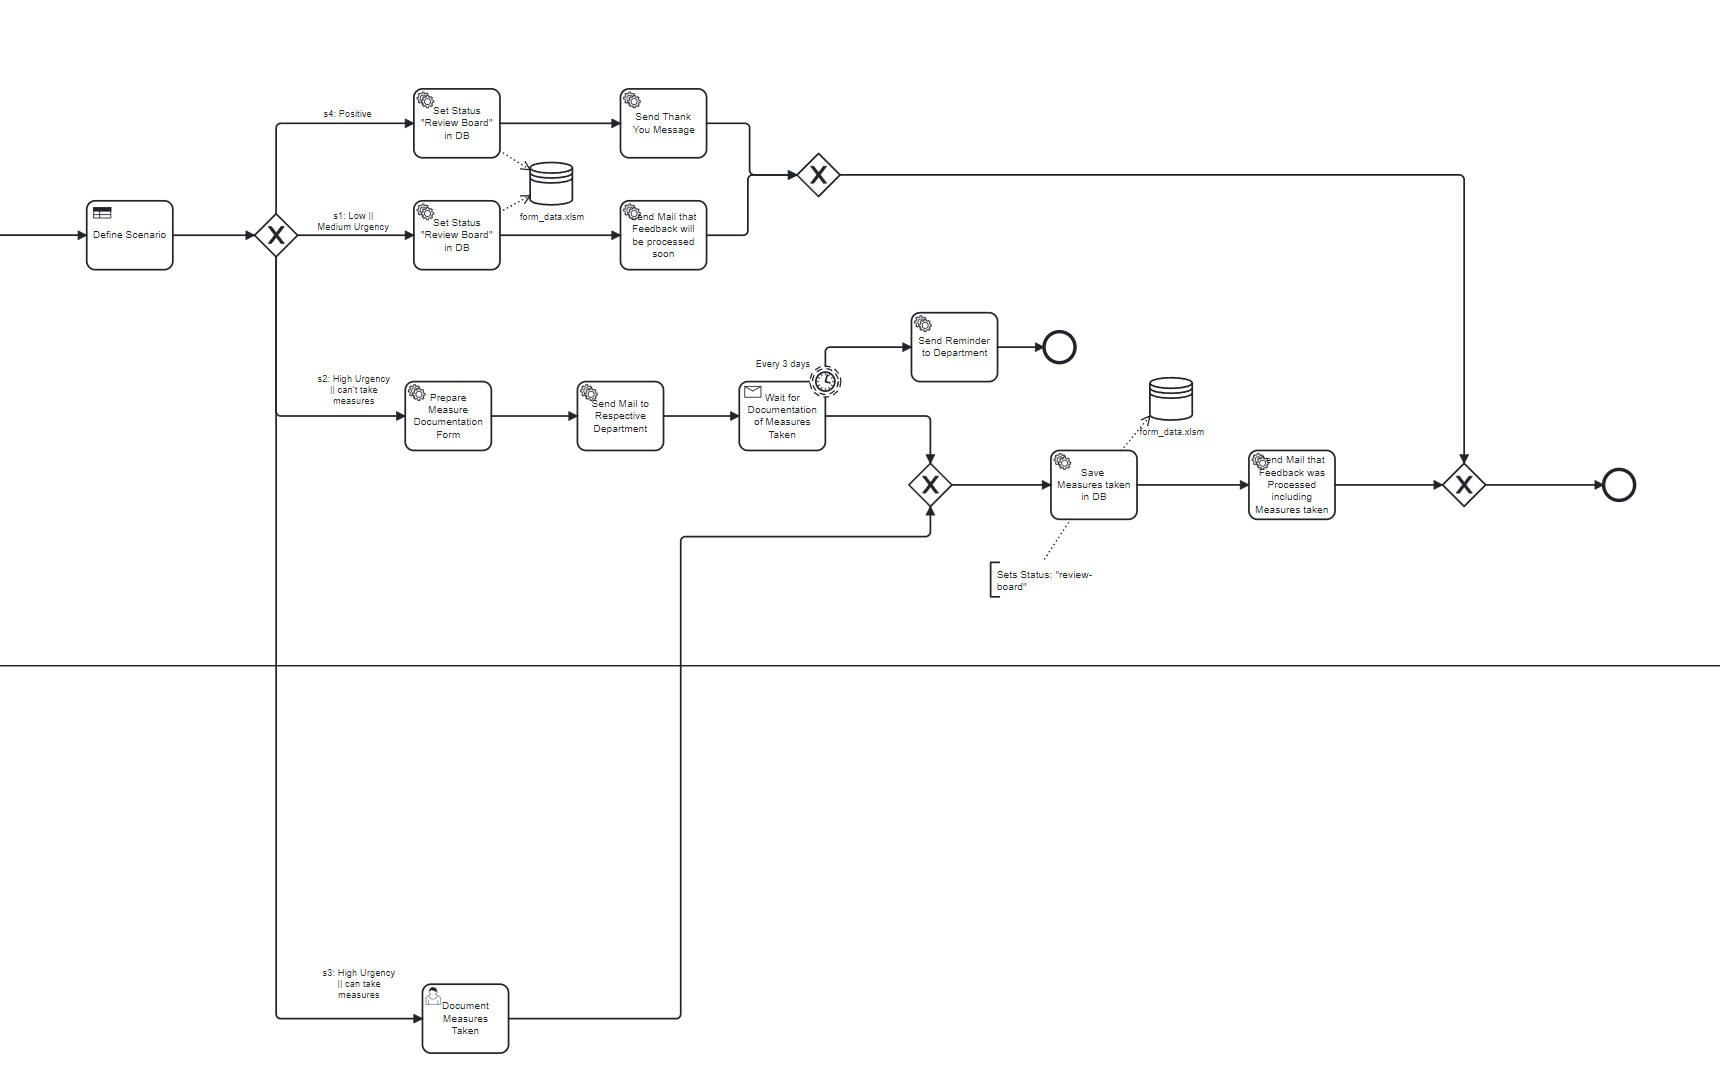 s4: Positive
Set Status
"Review Board"
in DB
Send Thank
You Message
form_data.xlsm
Define Scenario
s1: Low ||
Medium Urgency
Set Status
"Review Board"
in DB
Send Mail that
Feedback will
be processed
soon
Send Reminder
to Department
Every 3 days
s2: High Urgency
|| can't take
measures
Prepare
Measure
Documentation
Form
Send Mail to
Respective
Department
Wait for
Documentation
of Measures
Taken
form_data.xlsm
Save
Measures taken
in DB
Send Mail that
Feedback was
Processed
including
Measures taken
Sets Status: "review-
board"
s3: High Urgency
|| can take
measures
Document
Measures
Taken